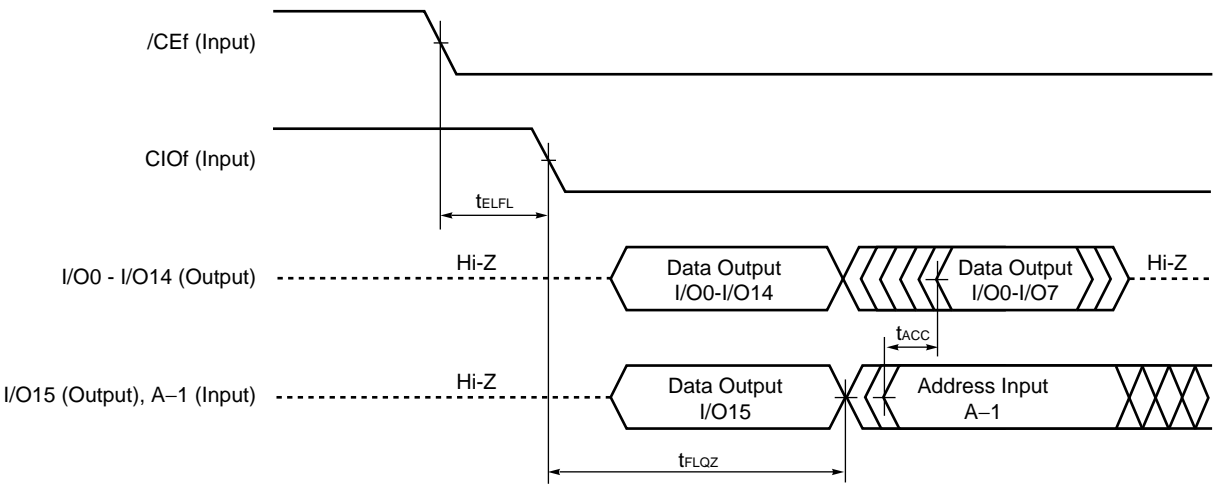 /CEf (Input)
CIOf (Input)
tELFL
I/O0 - I/O14 (Output)
Hi-Z
Data Output
I/O0-I/O14
Data Output
I/O0-I/O7
Hi-Z
tACC
I/O15 (Output), A−1 (Input)
Hi-Z
Data Output
I/O15
Address Input
A−1
tFLQZ